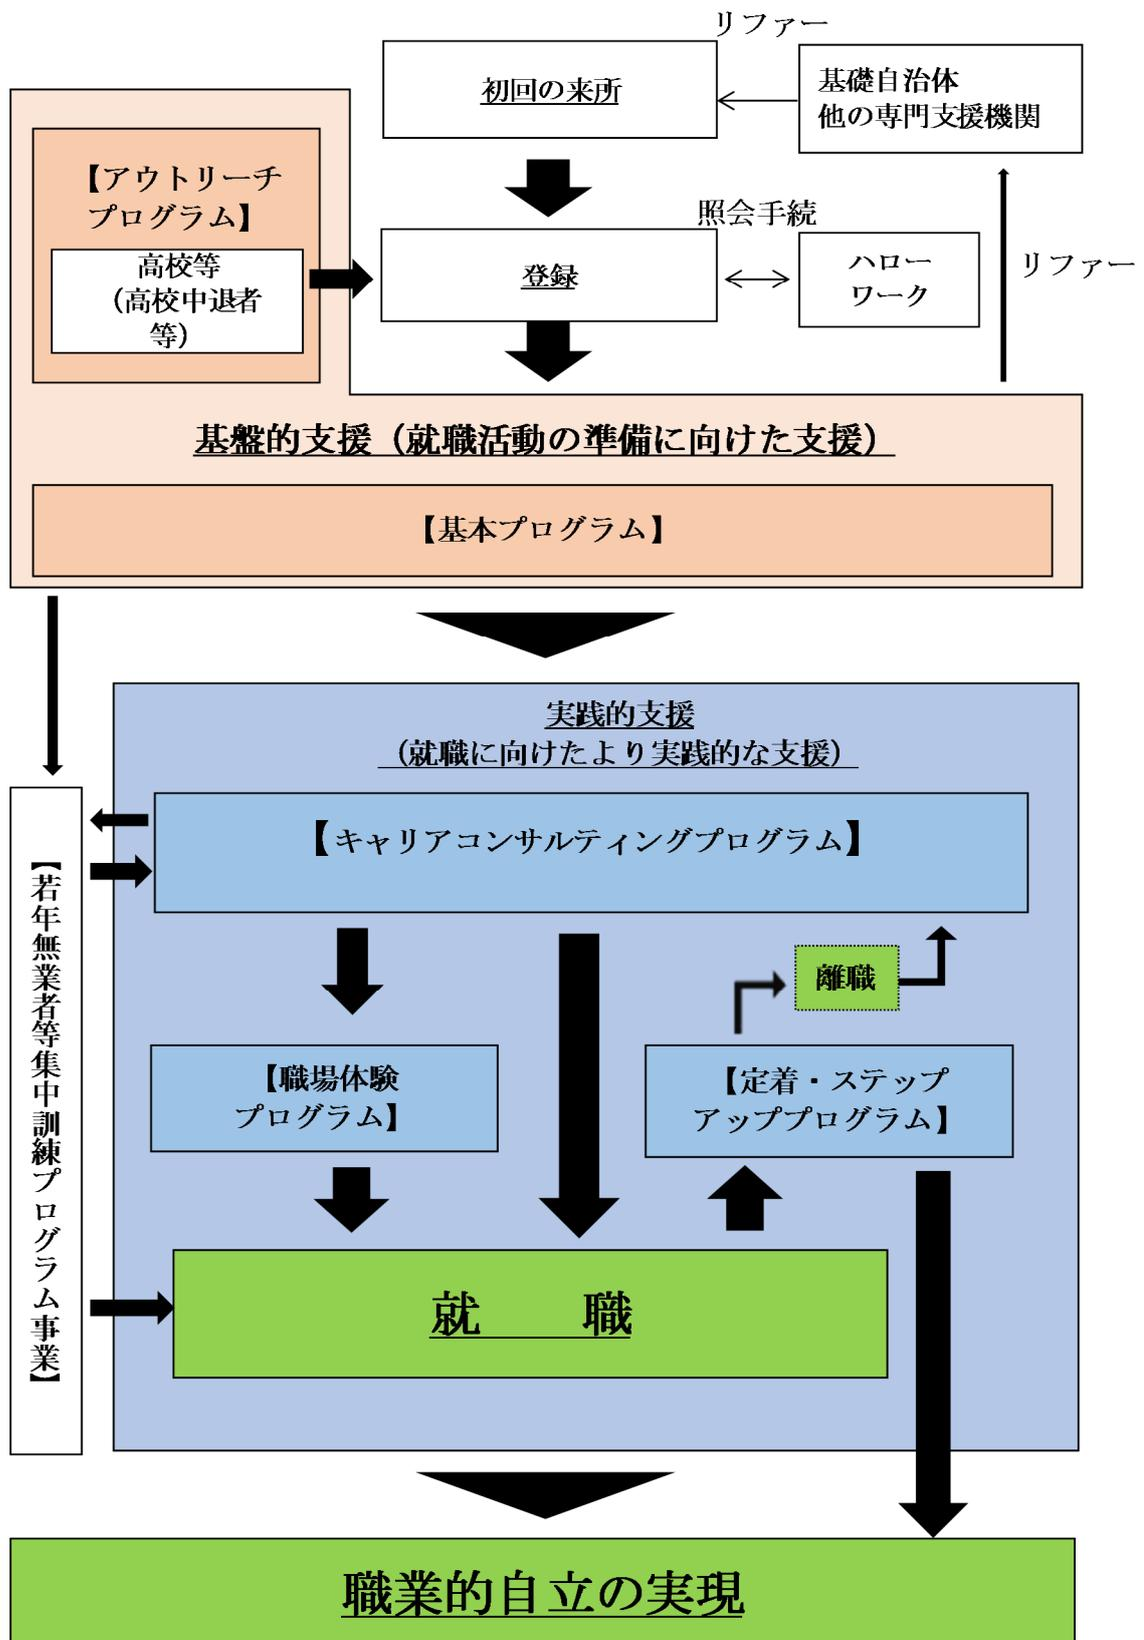 リファー
初回の来所
基礎自治体
他の専門支援機関
【アウトリーチ
プログラム】
高校等
（高校中退者
等）
照会手続
登録
ハロー
ワーク
リファー
基盤的支援（就職活動の準備に向けた支援）
【基本プログラム】
実践的支援
（就職に向けたより実践的な支援）
【キャリアコンサルティングプログラム】
【若年無業者等集中訓練プログラム事業】
離職
【職場体験
プログラム】
【定着・ステップ
アッププログラム】
就　　職
職業的自立の実現